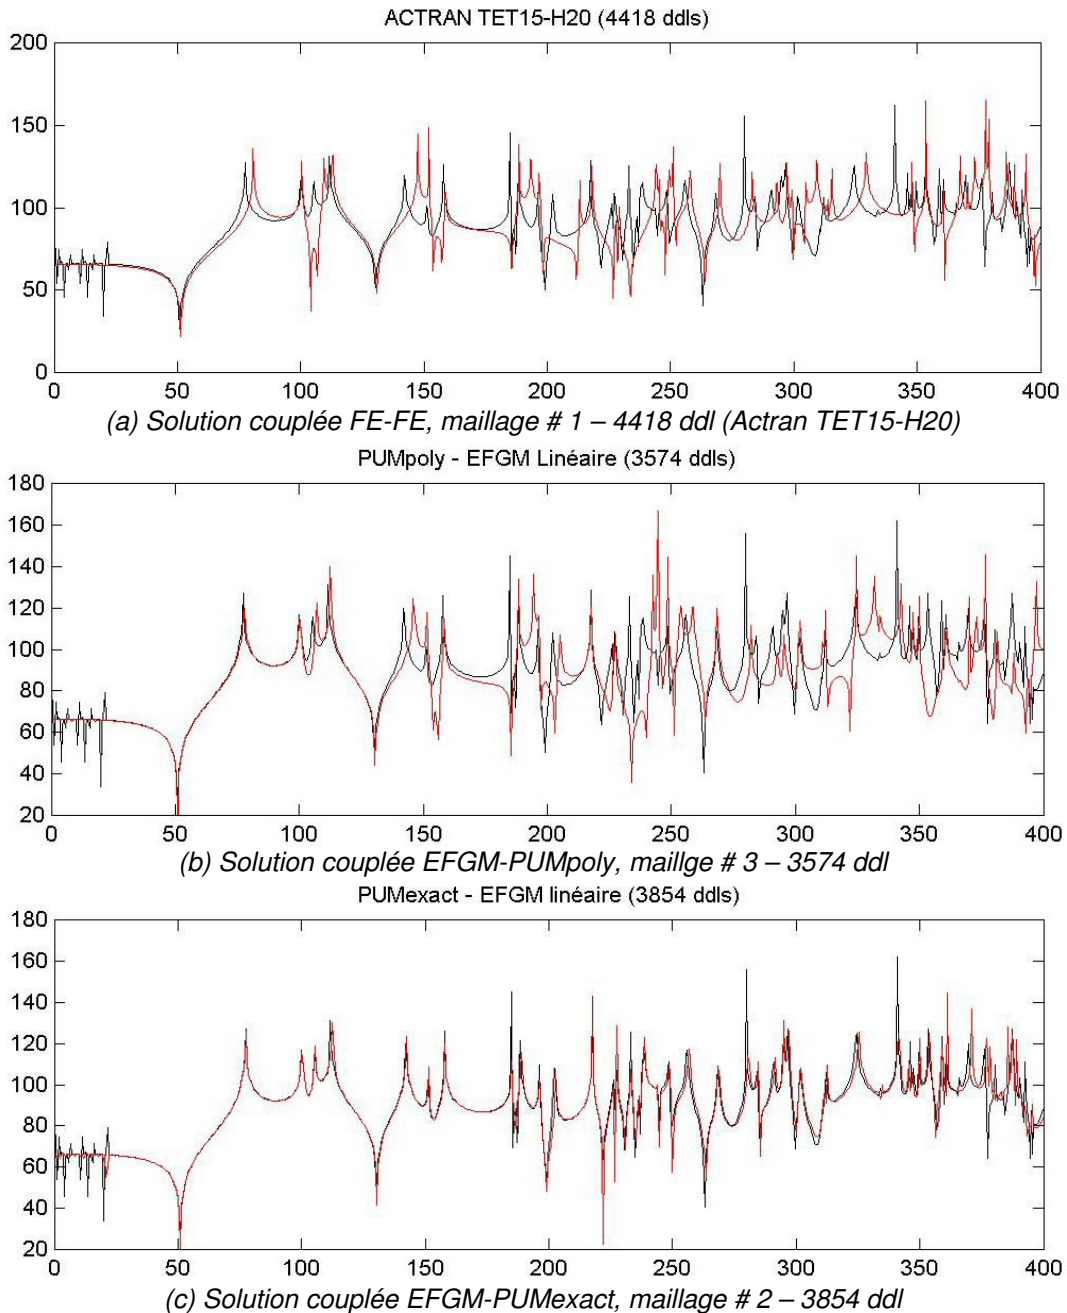 ACTRAN TET15-H20 (4418 ddls)
200
150
100
50
0
0 50 100 150 200 250 300 350 400
(a) Solution couplée FE-FE, maillage # 1 – 4418 ddl (Actran TET15-H20)
PUMpoly - EFGM Linéaire (3574 ddls)
180
160
140
120
100
80
60
40
20
0 50 100 150 200 250 300 350 400
(b) Solution couplée EFGM-PUMpoly, maillge # 3 – 3574 ddl
PUMexact - EFGM linéaire (3854 ddls)
180
160
140
120
100
80
60
40
20
0 50 100 150 200 250 300 350 400
(c) Solution couplée EFGM-PUMexact, maillage # 2 – 3854 ddl